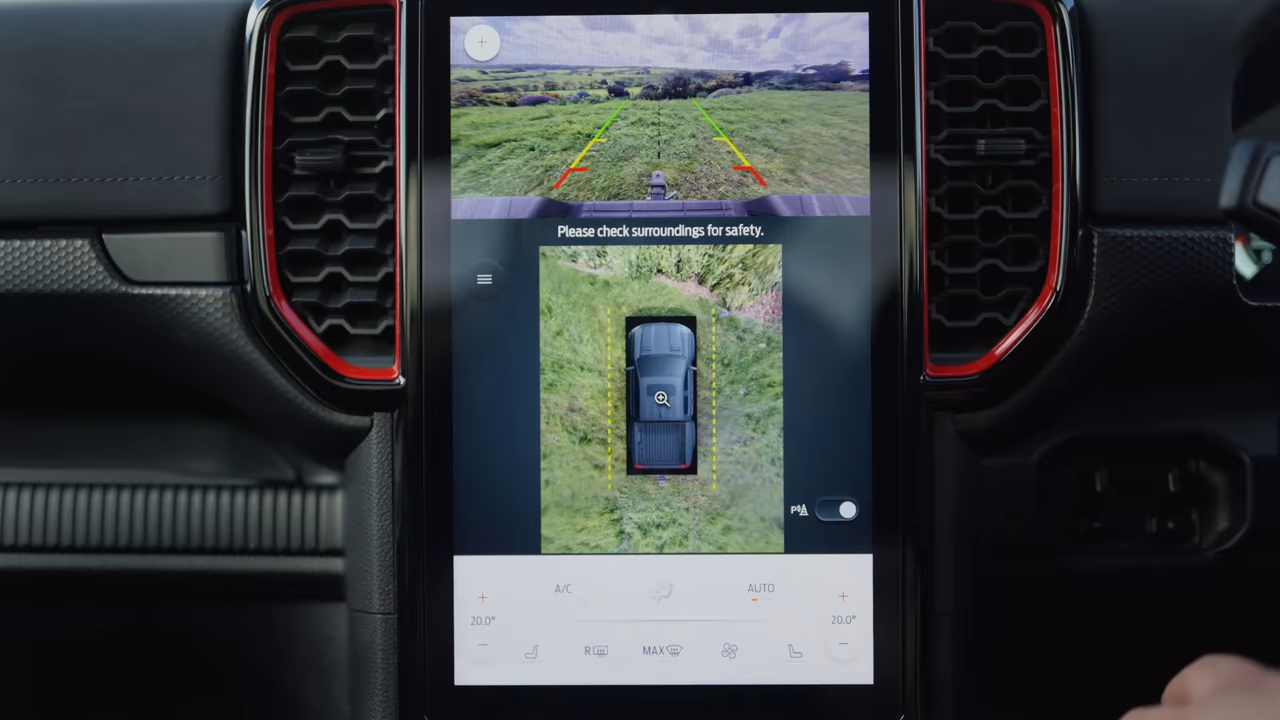 Please check surroundings for safety.
P
A/C
AUTO
20.0°
20.0°
R
MAX